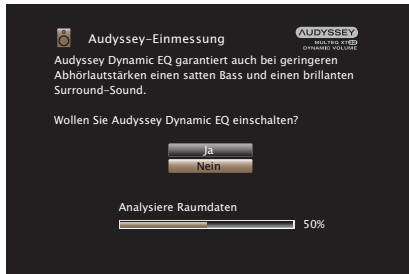 Audyssey-Einmessung
AUDYSSEY
MULTEQ XT32
DYNAMIC VOLUME
Audyssey Dynamic EQ garantiert auch bei geringeren
Abhörlautstärken einen satten Bass und einen brillanten
Surround-Sound.
Wollen Sie Audyssey Dynamic EQ einschalten?
Ja
Nein
Analysiere Raumdaten
50%